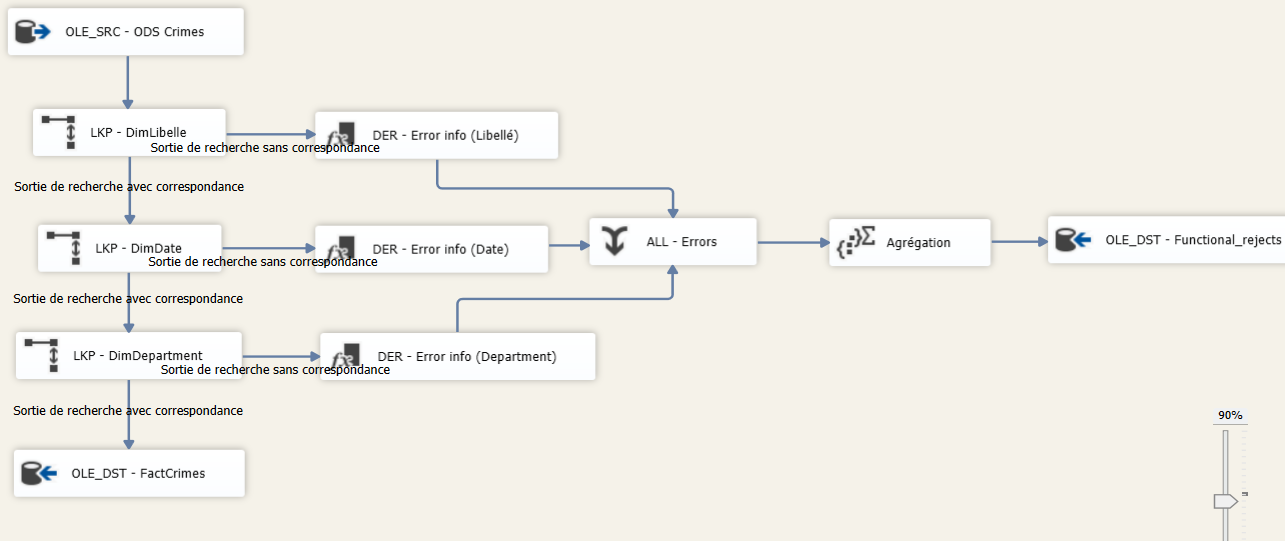 OLE_SRC - ODS Crimes
LKP - DimLibelle
DER - Error info (Libellé)
Sortie de recherche sans correspondance
Sortie de recherche avec correspondance
LKP - DimDate
DER - Error info (Date)
ALL - Errors
Agrégation
OLE_DST - Functional_rejects
Sortie de recherche sans correspondance
Sortie de recherche avec correspondance
LKP - DimDepartment
DER - Error info (Department)
Sortie de recherche sans correspondance
Sortie de recherche avec correspondance
90%
OLE_DST - FactCrimes